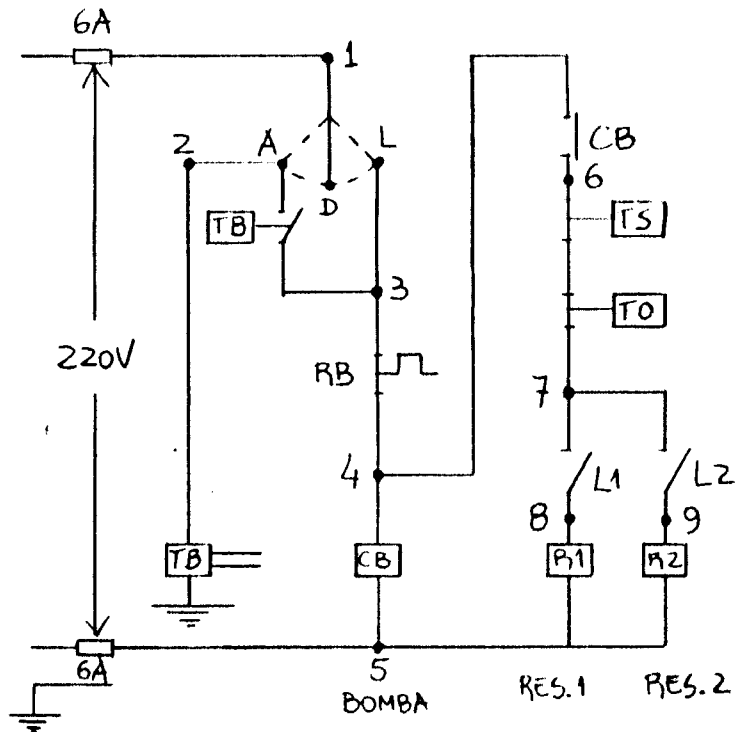 6A
1
2
A
L
D
CB
6
TB
TS
3
TO
220V
RB
7
4
L1
L2
8
9
TB
CB
R1
R2
6A
5
BOMBA
RES.1
RES.2